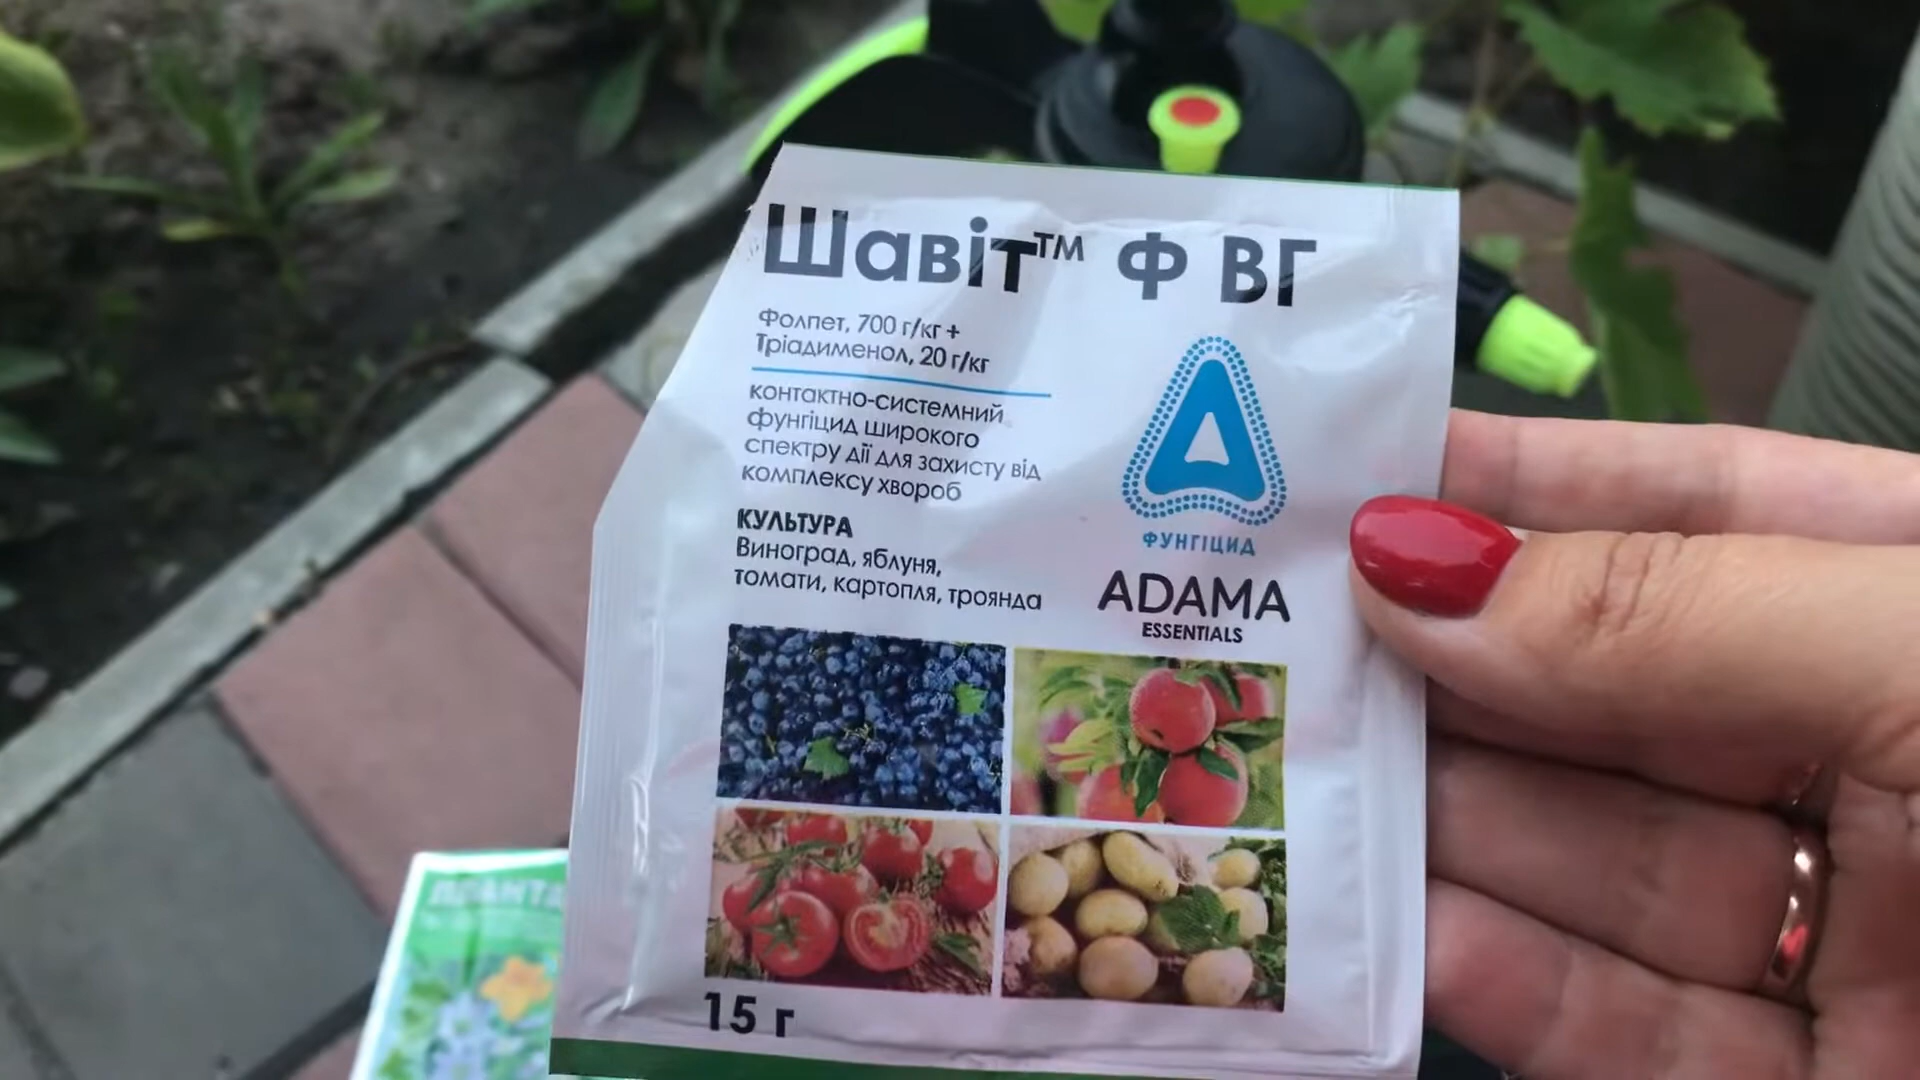 Шавіт™ Ф ВГ
Фолпет, 700 г/кг +
Тріадименол, 20 г/кг
контактно-системний
фунгіцид широкого
спектру дії для захисту від
комплексу хвороб
КУЛЬТУРА
Виноград, яблуня,
томати, картопля, троянда
ФУНГІЦИД
ADAMA
ESSENTIALS
15 г
ПЛАНТА